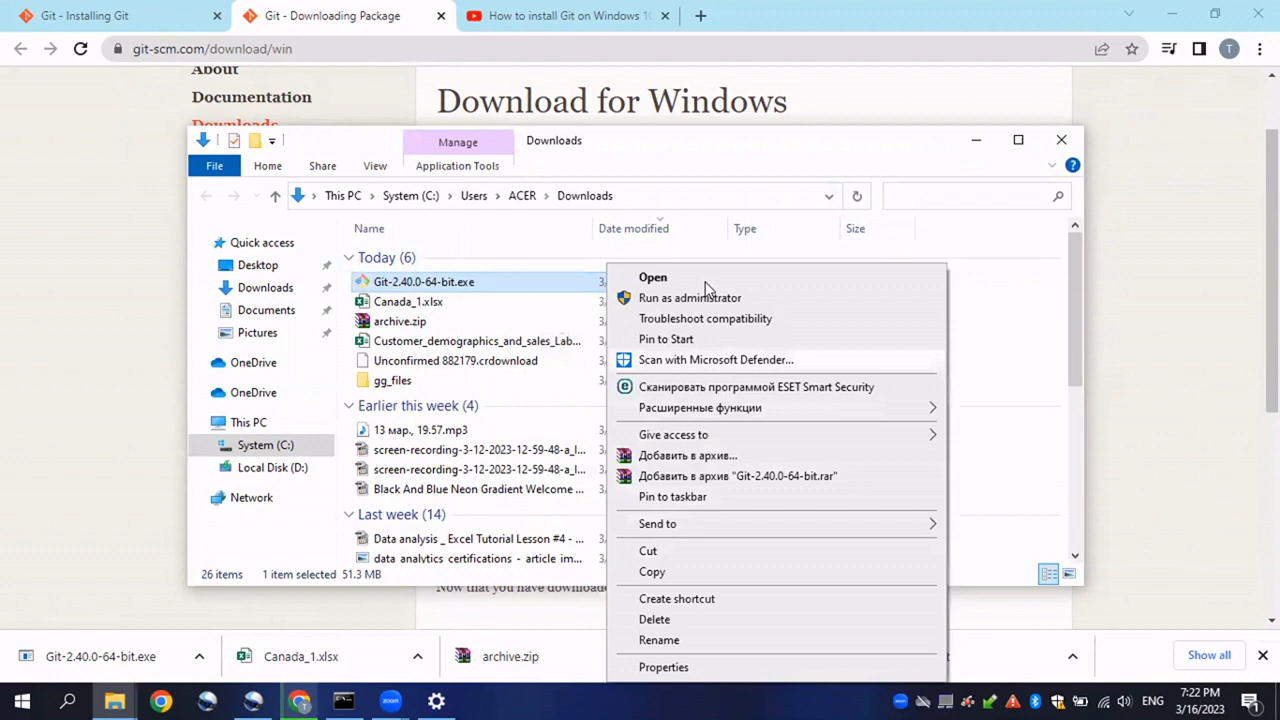 Git - Installing Git
Git - Downloading Package
How to install Git on Windows 10
git-scm.com/download/win
T
About
Documentation
Downloads
Download for Windows
Manage
Downloads
File
Home
Share
View
Application Tools
This PC
System (C:)
Users
ACER
Downloads
Name
Date modified
Type
Size
Quick access
Desktop
Downloads
Documents
Pictures
OneDrive
OneDrive
This PC
System (C:)
Local Disk (D:)
Network
Today (6)
Git-2.40.0-64-bit.exe
Canada_1.xlsx
archive.zip
Customer_demographics_and_sales_Lab...
Unconfirmed 882179.crdownload
gg_files
Earlier this week (4)
13 мар., 19.57.mp3
screen-recording-3-12-2023-12-59-48-a_l...
screen-recording-3-12-2023-12-59-48-a_l...
Black And Blue Neon Gradient Welcome ...
Last week (14)
Data analysis _ Excel Tutorial Lesson #4 - ...
data analytics certifications - article im...
Open
Run as administrator
Troubleshoot compatibility
Pin to Start
Scan with Microsoft Defender...
Сканировать программой ESET Smart Security
Расширенные функции
Give access to
Добавить в архив...
Добавить в архив "Git-2.40.0-64-bit.rar"
Pin to taskbar
Send to
Cut
Copy
Create shortcut
Delete
Rename
Properties
26 items
1 item selected 51.3 MB
Now that you have downloade
Git-2.40.0-64-bit.exe
Canada_1.xlsx
archive.zip
Show all
zoom
ENG
7:22 PM
3/16/2023